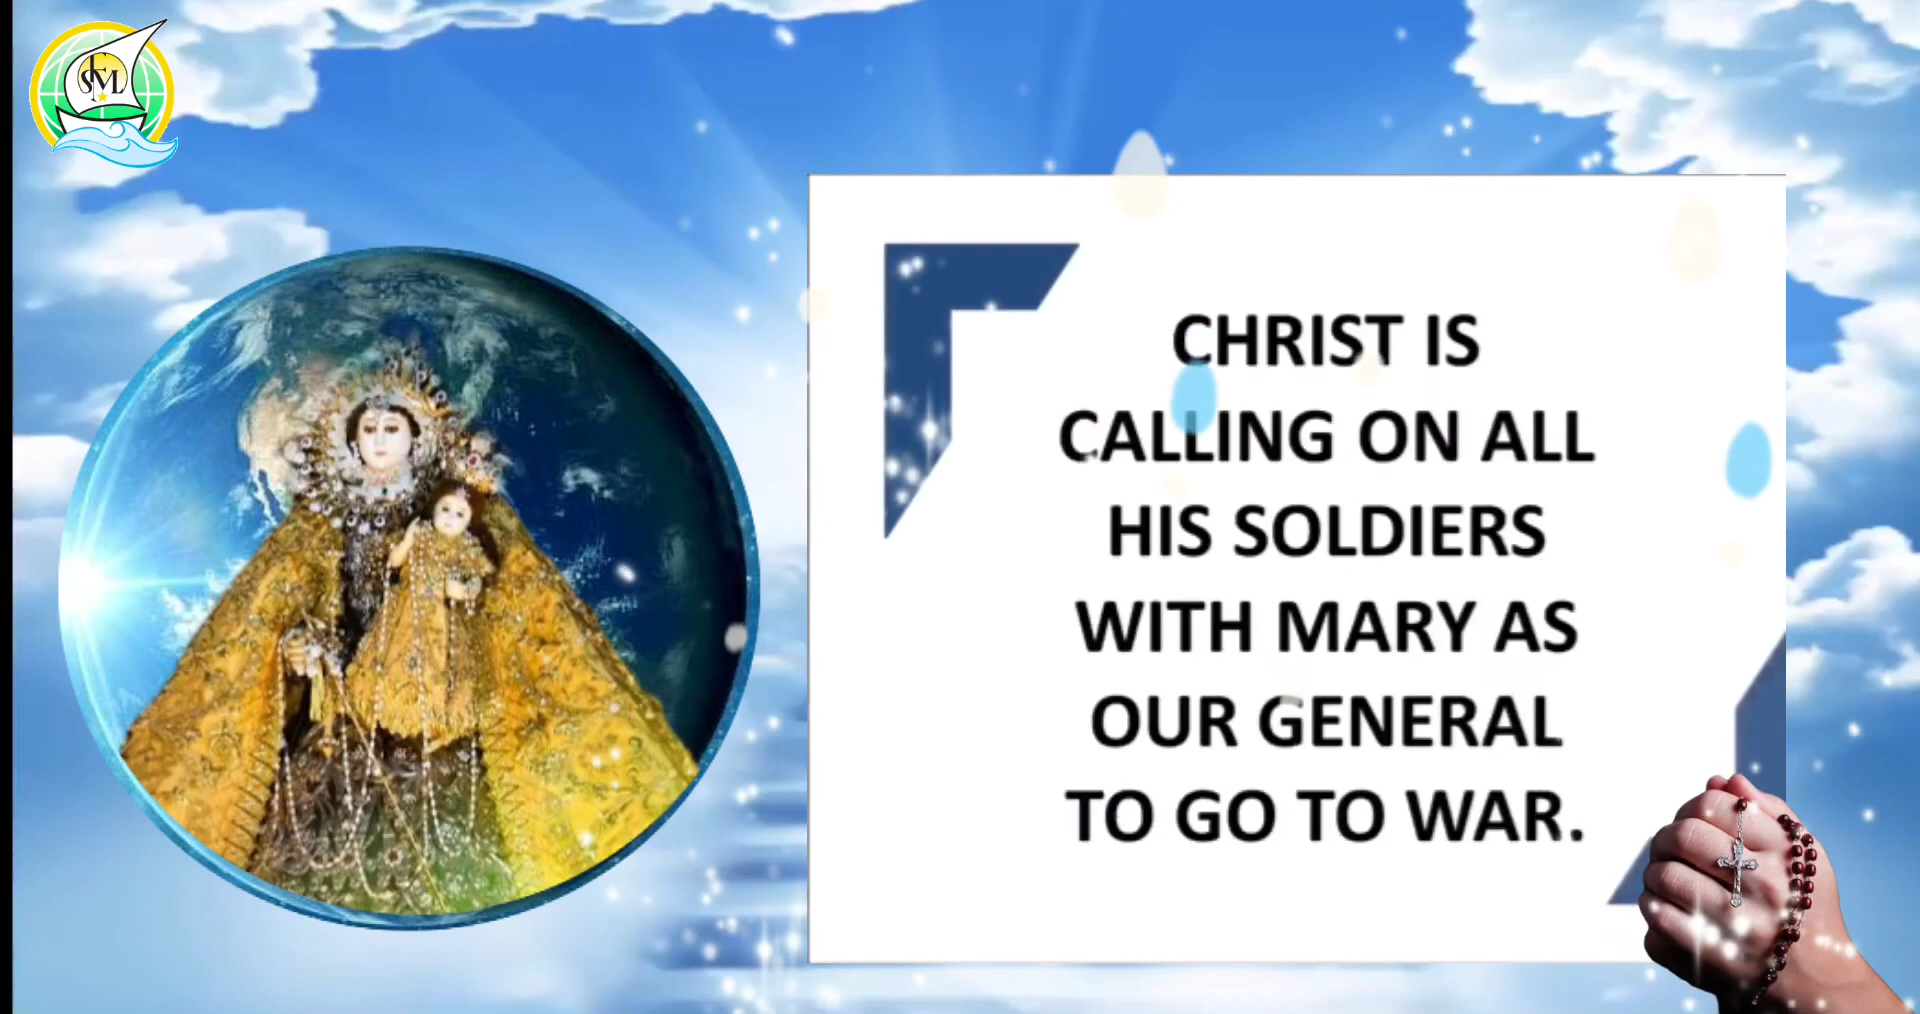 CHRIST IS
CALLING ON ALL
HIS SOLDIERS
WITH MARY AS
OUR GENERAL
TO GO TO WAR.